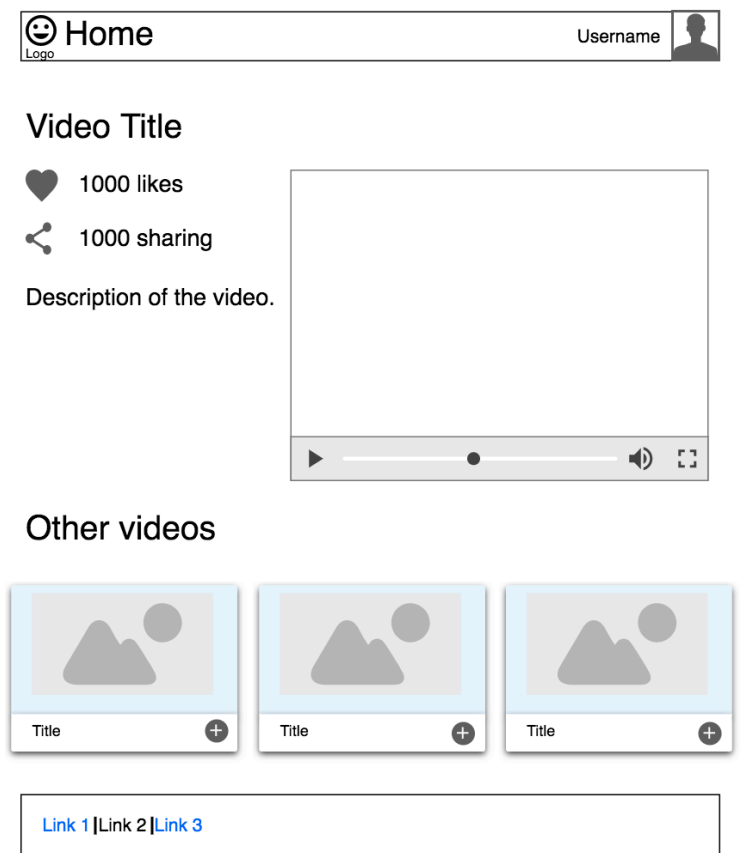 Home
Logo
Username
Video Title
1000 likes
1000 sharing
Description of the video.
Other videos
Title
Title
Title
Link 1 |Link 2 |Link 3